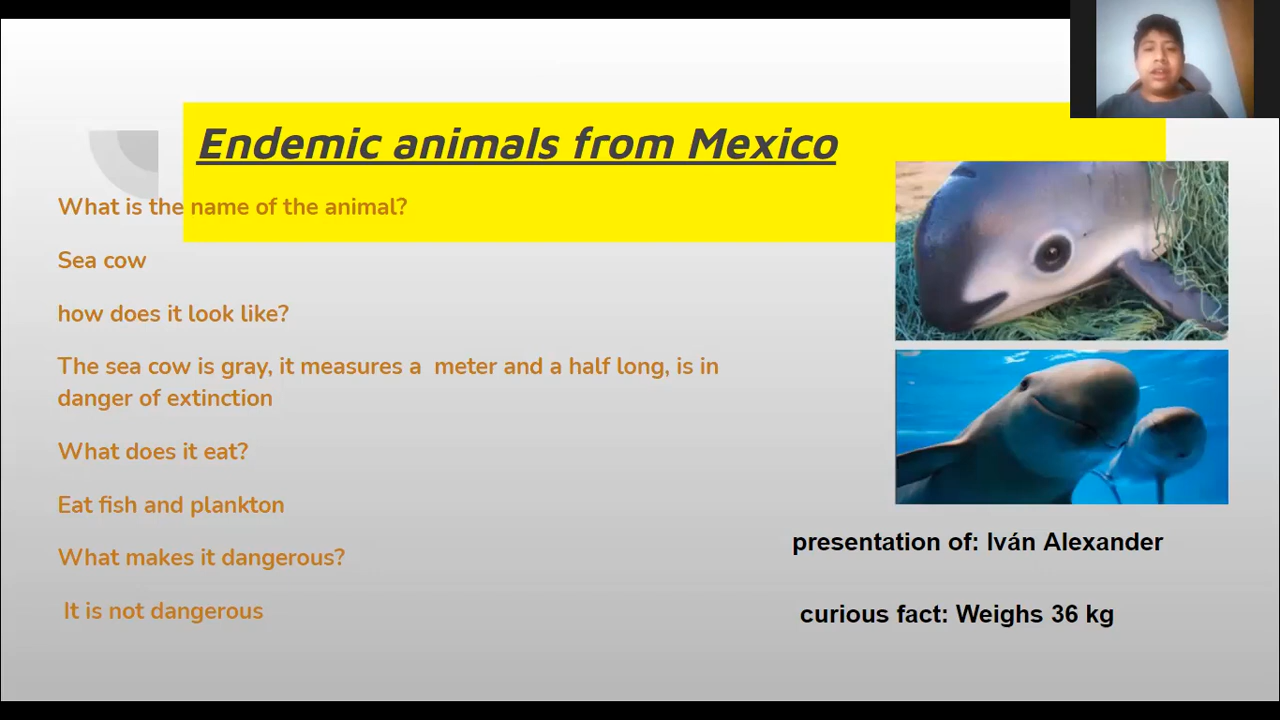 Endemic animals from Mexico
What is the name of the animal?
Sea cow
how does it look like?
The sea cow is gray, it measures a  meter and a half long, is in
danger of extinction
What does it eat?
Eat fish and plankton
What makes it dangerous?
It is not dangerous
presentation of: Iván Alexander
curious fact: Weighs 36 kg